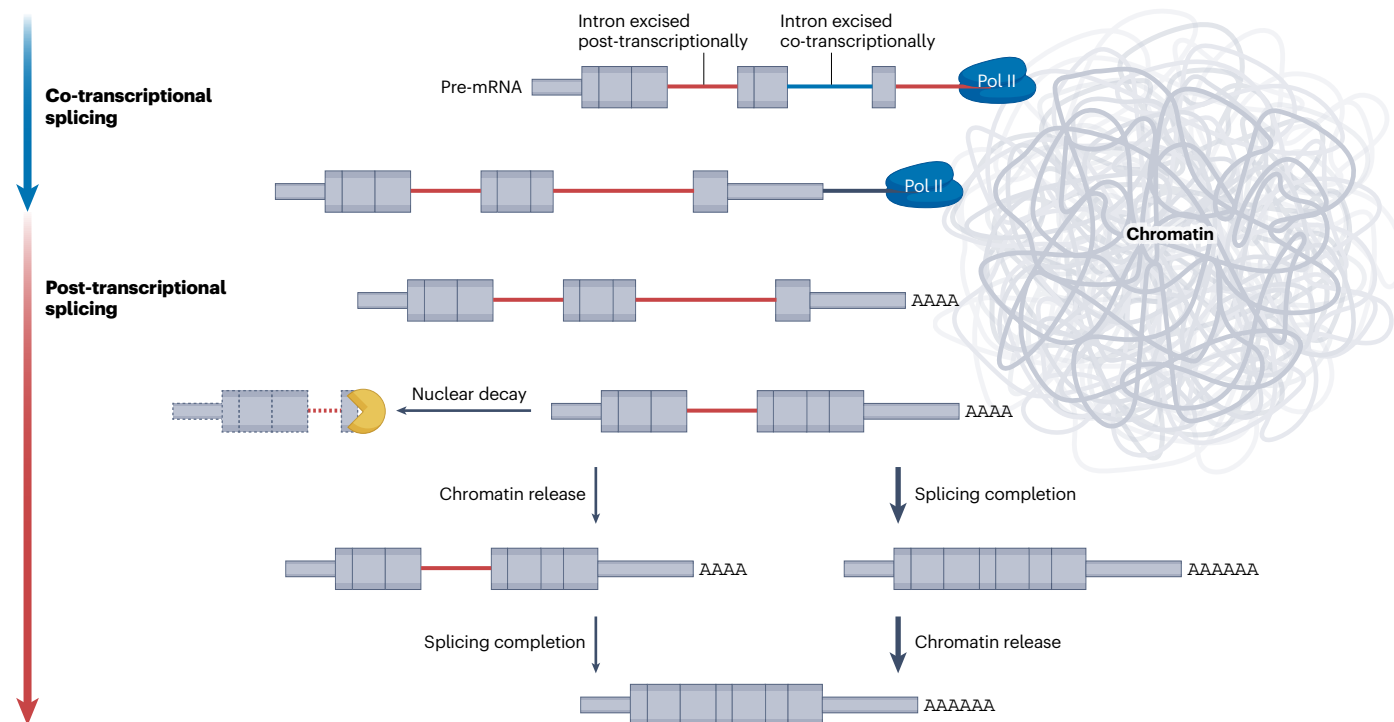 Intron excised
post-transcriptionally
Intron excised
co-transcriptionally
Pre-mRNA
Pol II
Co-transcriptional
splicing
Pol II
Chromatin
Post-transcriptional
splicing
AAAA
Nuclear decay
AAAA
Chromatin release
Splicing completion
AAAA
AAAAAA
Splicing completion
Chromatin release
AAAAAA